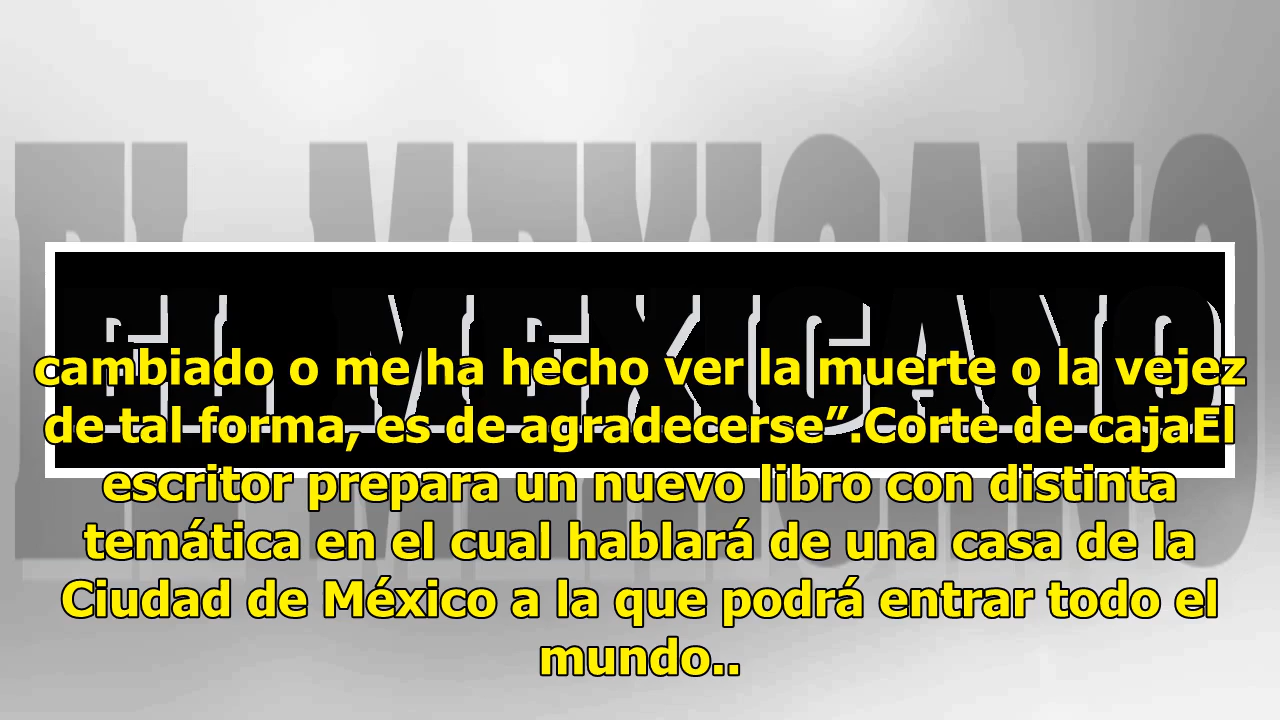 EL MEXICANO
EL MEXICANO
cambiado o me ha hecho ver la muerte o la vejez
de tal forma, es de agradecerse”.Corte de cajaEl
escritor prepara un nuevo libro con distinta
temática en el cual hablará de una casa de la
Ciudad de México a la que podrá entrar todo el
mundo..